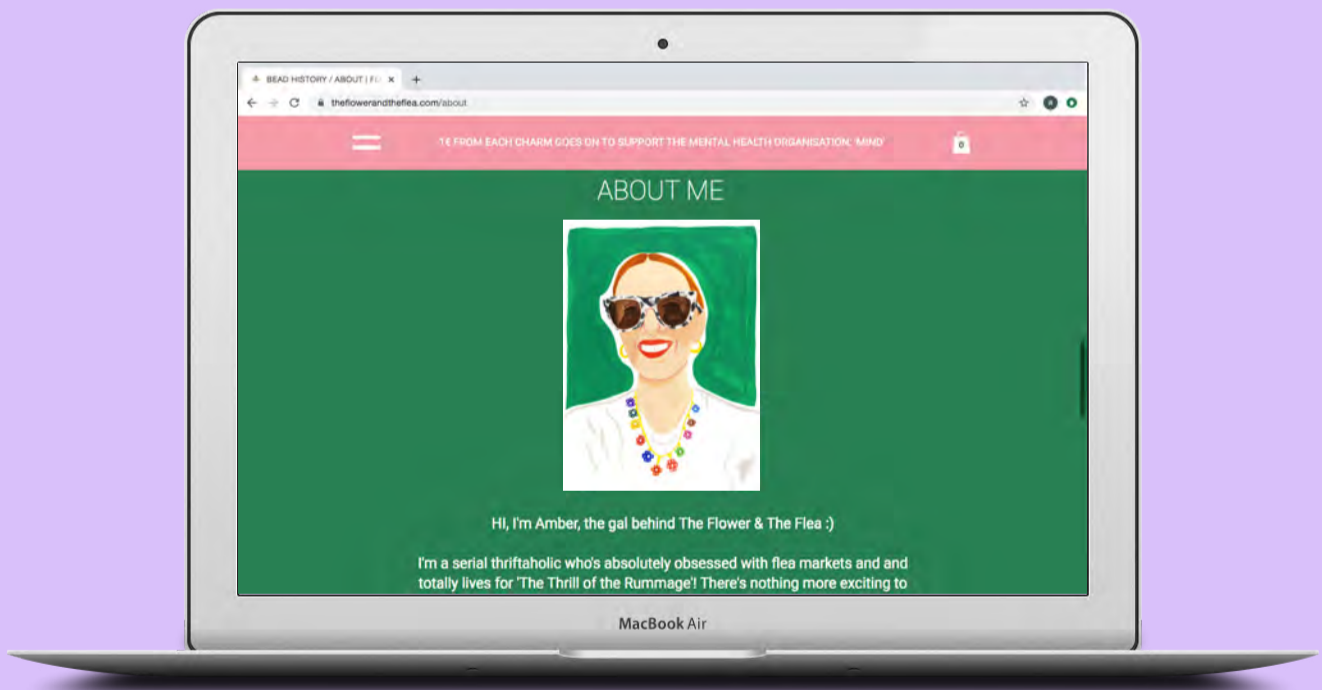 BEAD HISTORY / ABOUT | FL
theflowerandtheflea.com/about
1€ FROM EACH CHARM GOES ON TO SUPPORT THE MENTAL HEALTH ORGANISATION; 'MIND'
0
ABOUT ME
HI, I'm Amber, the gal behind The Flower & The Flea :)
I'm a serial thriftaholic who's absolutely obsessed with flea markets and and
totally lives for 'The Thrill of the Rummage'! There's nothing more exciting to
MacBook Air